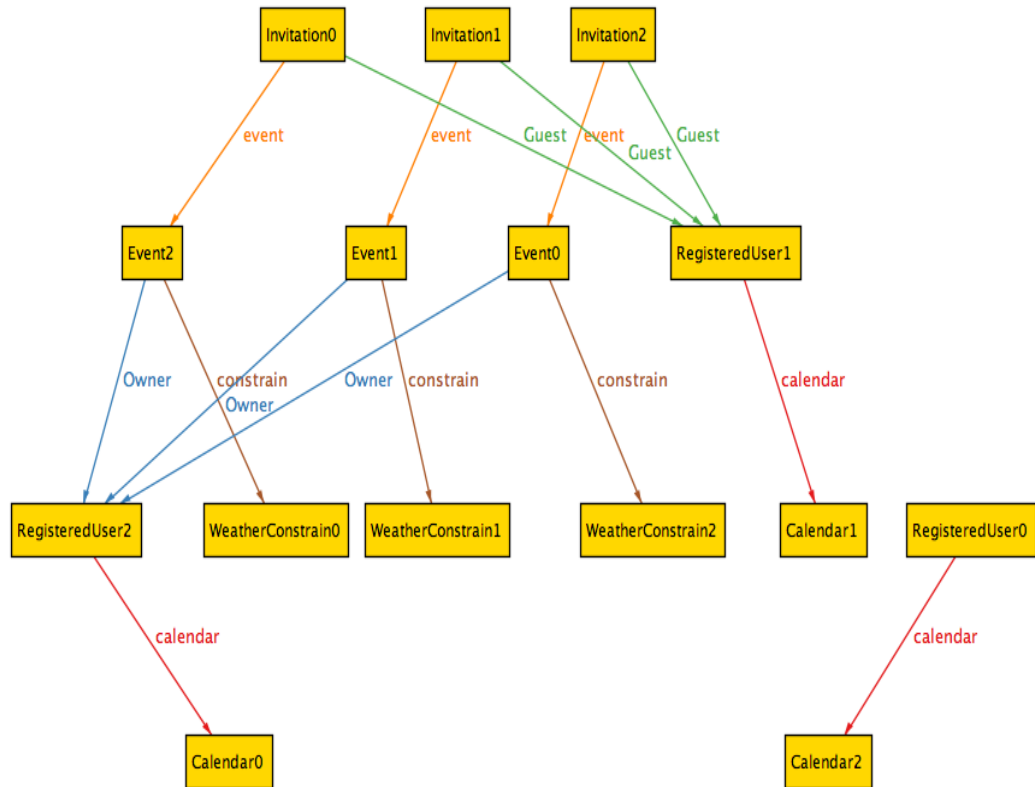 Invitation0
Invitation1
Invitation2
event
event
Guest
event
Guest
Guest
Event2
Event1
Event0
RegisteredUser1
Owner
constrain
Owner
Owner
constrain
constrain
calendar
RegisteredUser2
WeatherConstrain0
WeatherConstrain1
WeatherConstrain2
Calendar1
RegisteredUser0
calendar
calendar
Calendar0
Calendar2